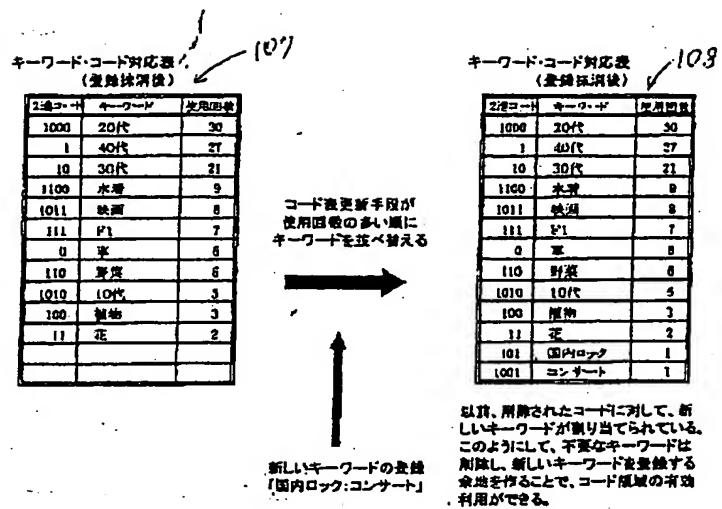 107
キーワード・コード対応表
(登録抹消後)
2進コード キーワード 使用回数
1000 20代 30
1 40代 27
10 30代 21
1100 水着 9
1011 映画 8
111 F1 7
0 車 6
110 野菜 6
1010 10代 3
100 植物 3
11 花 2
コード表更新手段が
使用回数の多い順に
キーワードを並べ替える
新しいキーワードの登録
「国内ロック:コンサート」
108
キーワード・コード対応表
(登録抹消後)
2進コード キーワード 使用回数
1000 20代 30
1 40代 27
10 30代 21
1100 水着 9
1011 映画 8
111 F1 7
0 車 6
110 野菜 6
1010 10代
100 植物 3
11 花 2
101 国内ロック 1
1001 コンサート 1
以前、削除されたコードに対して、新
しいキーワードが割り当てられている。
このようにして、不要なキーワードは
削除し、新しいキーワードを登録する
余地を作ることで、コード領域の有効
利用ができる。